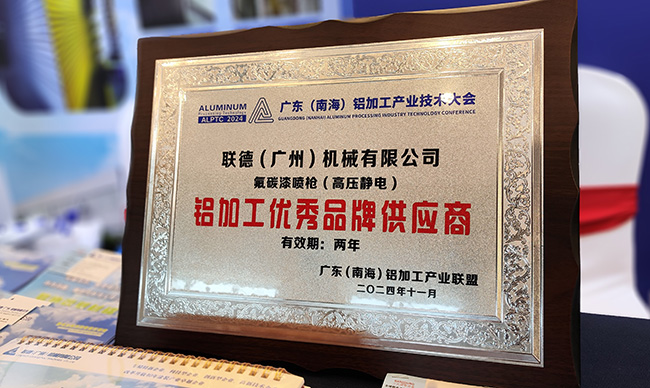 ALUMINUM
Processing Technology
ALPTC 2024
广东（南海）铝加工产业技术大会
GUANGDONG (NANHAI) ALUMINUM PROCESSING INDUSTRY TECHNOLOGY CONFERENCE
联德（广州）机械有限公司
氟碳漆喷枪（高压静电）
铝加工优秀品牌供应商
有效期：两年
广东（南海）铝加工产业联盟
二〇二四年十一月